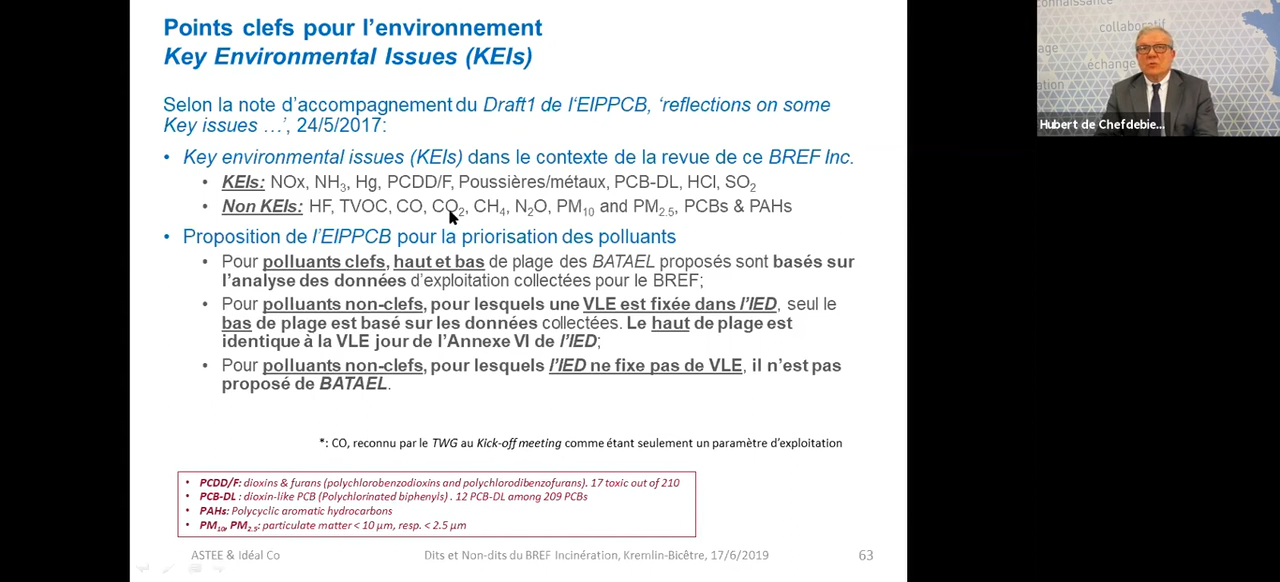 Points clefs pour l'environnement
Key Environmental Issues (KEIs)
Selon la note d'accompagnement du Draft1 de l'EIPPCB, 'reflections on some
Key issues …', 24/5/2017:
• Key environmental issues (KEIs) dans le contexte de la revue de ce BREF Inc.
• KEIs: NOx, NH3, Hg, PCDD/F, Poussières/métaux, PCB-DL, HCl, SO2
• Non KEIs: HF, TVOC, CO, CO2, CH4, N2O, PM10 and PM2.5, PCBs & PAHs
• Proposition de l'EIPPCB pour la priorisation des polluants
• Pour polluants clefs, haut et bas de plage des BATAEL proposés sont basés sur
l'analyse des données d'exploitation collectées pour le BREF;
• Pour polluants non-clefs, pour lesquels une VLE est fixée dans l'IED, seul le
bas de plage est basé sur les données collectées. Le haut de plage est
identique à la VLE jour de l'Annexe VI de l'IED;
• Pour polluants non-clefs, pour lesquels l'IED ne fixe pas de VLE, il n'est pas
proposé de BATAEL.
*: CO, reconnu par le TWG au Kick-off meeting comme étant seulement un paramètre d'exploitation
• PCDD/F: dioxins & furans (polychlorobenzodioxins and polychlorodibenzofurans). 17 toxic out of 210
• PCB-DL : dioxin-like PCB (Polychlorinated biphenyls) . 12 PCB-DL among 209 PCBs
• PAHs: Polycyclic aromatic hydrocarbons
• PM10, PM2.5: particulate matter < 10 µm, resp. < 2.5 µm
ASTEE & Idéal Co
Dits et Non-dits du BREF Incinération, Kremlin-Bicêtre, 17/6/2019
63
connaissance
collaboratif
échange
Hubert de Chefdebie...